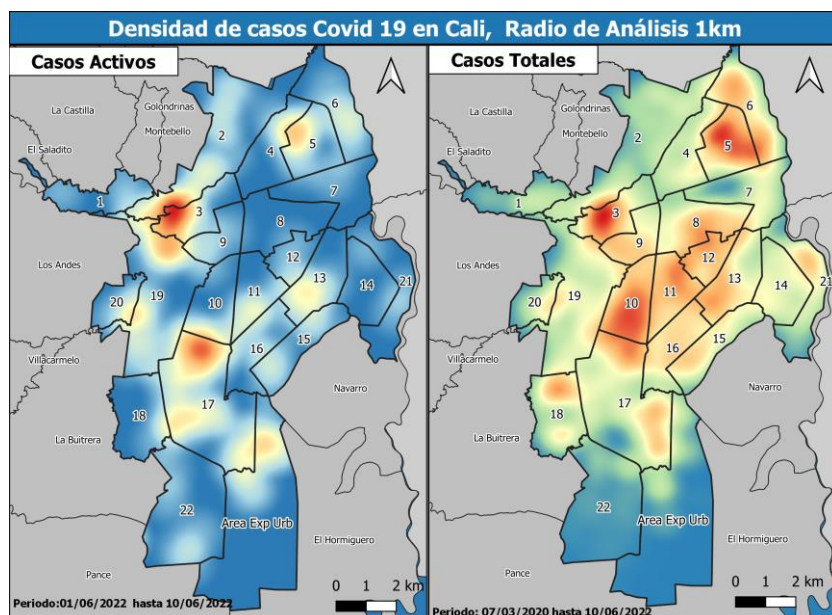 Densidad de casos Covid 19 en Cali, Radio de Análisis 1km
Casos Activos
La Castilla
Golondrinas
Montebello
El Saladito
Los Andes
Villacarmelo
La Buitrera
Pance
Navarro
El Hormiguero
Area Exp Urb
1
2
3
4
5
6
7
8
9
10
11
12
13
14
15
16
17
18
19
20
21
22
0 1 2 km
Periodo:01/06/2022 hasta 10/06/2022
Casos Totales
La Castilla
Golondrinas
Montebello
El Saladito
Los Andes
Villacarmelo
La Buitrera
Pance
Navarro
El Hormiguero
Area Exp Urb
1
2
3
4
5
6
7
8
9
10
11
12
13
14
15
16
17
18
19
20
21
22
0 1 2 km
Periodo: 07/03/2020 hasta 10/06/2022